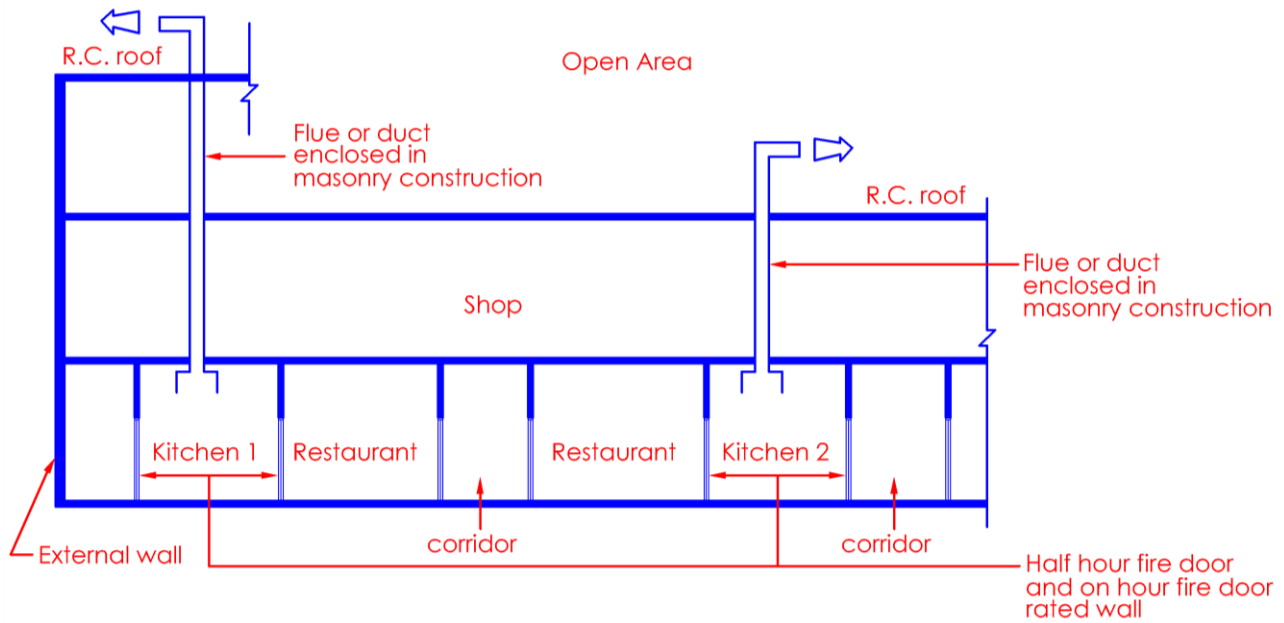 R.C. roof
Open Area
Flue or duct
enclosed in
masonry construction
R.C. roof
Flue or duct
enclosed in
masonry construction
Shop
Kitchen 1
Restaurant
Restaurant
Kitchen 2
External wall
corridor
corridor
Half hour fire door
and on hour fire door
rated wall